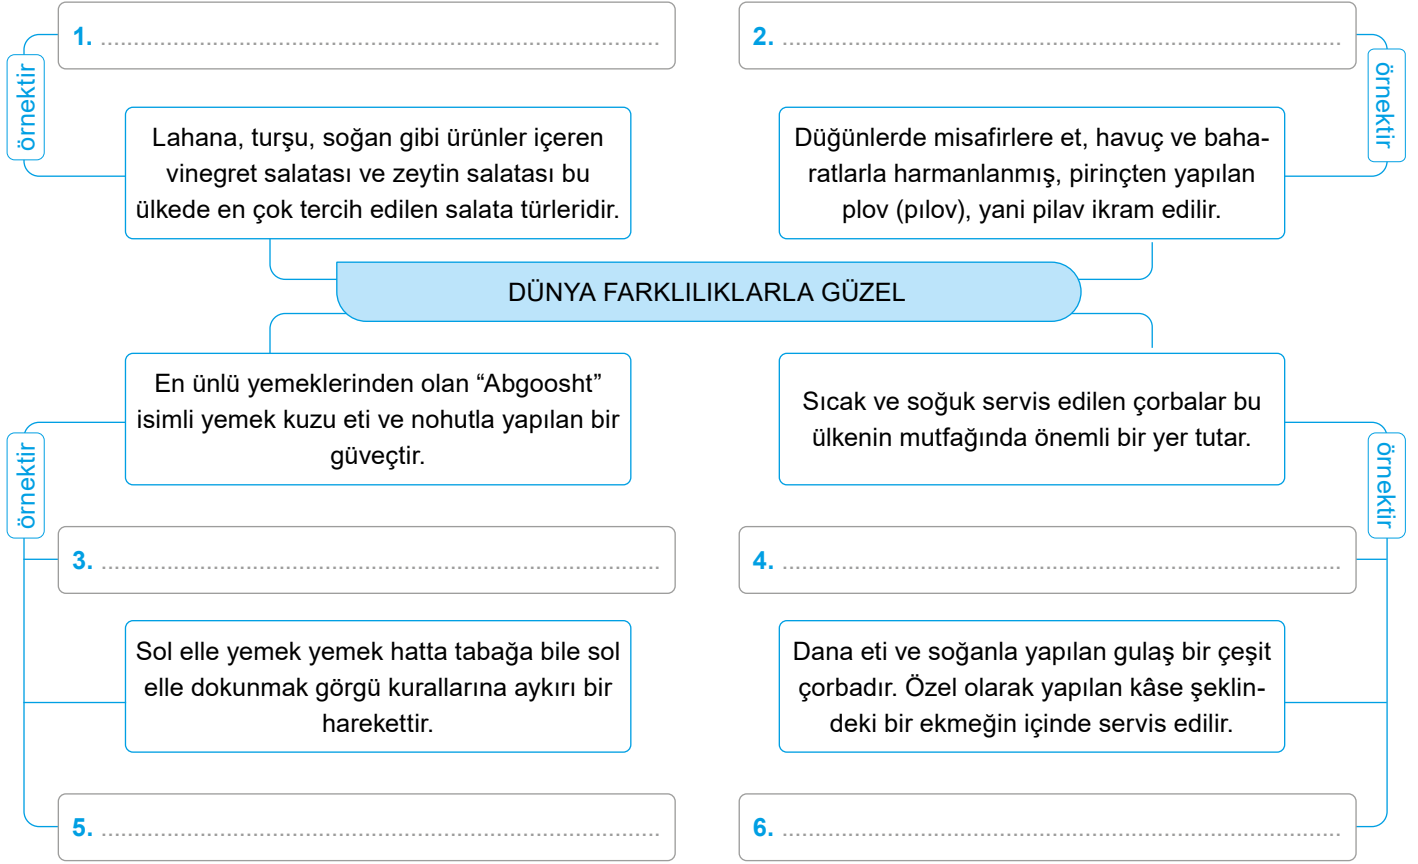 1. ......................................................................................
2. ......................................................................................
örnektir
örnektir
Lahana, turşu, soğan gibi ürünler içeren
vinegret salatası ve zeytin salatası bu
ülkede en çok tercih edilen salata türleridir.
Düğünlerde misafirlere et, havuç ve baha-
ratlarla harmanlanmış, pirinçten yapılan
plov (pılov), yani pilav ikram edilir.
DÜNYA FARKLILIKLARLA GÜZEL
En ünlü yemeklerinden olan “Abgoosht”
isimli yemek kuzu eti ve nohutla yapılan bir
güveçtir.
Sıcak ve soğuk servis edilen çorbalar bu
ülkenin mutfağında önemli bir yer tutar.
örnektir
örnektir
3. ......................................................................................
4. ......................................................................................
Sol elle yemek yemek hatta tabağa bile sol
elle dokunmak görgü kurallarına aykırı bir
harekettir.
Dana eti ve soğanla yapılan gulaş bir çeşit
çorbadır. Özel olarak yapılan kâse şeklin-
deki bir ekmeğin içinde servis edilir.
5. ......................................................................................
6. ......................................................................................